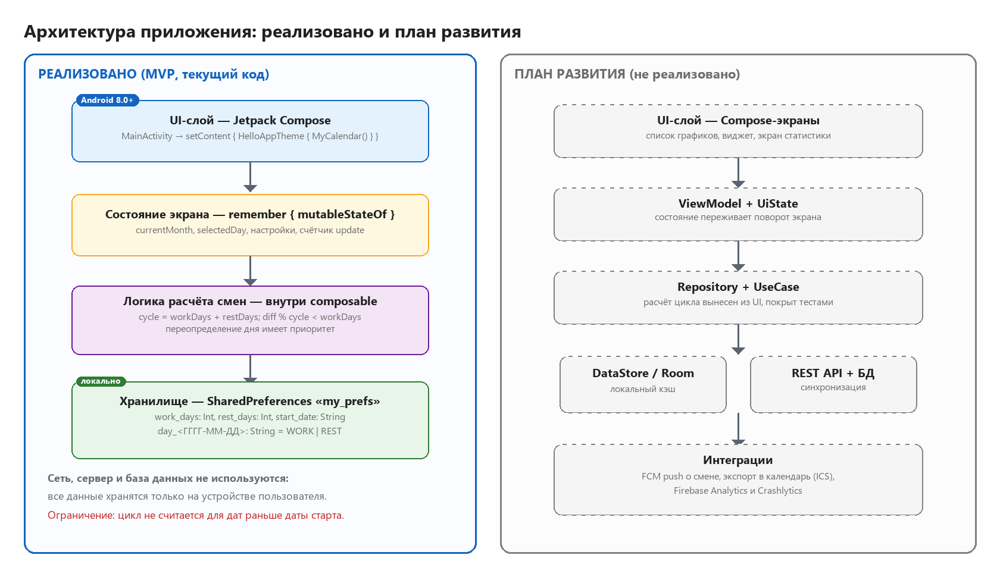 Архитектура приложения: реализовано и план развития
РЕАЛИЗОВАНО (MVP, текущий код)
Android 8.0+
UI-слой — Jetpack Compose
MainActivity → setContent { HelloAppTheme { MyCalendar() } }
Состояние экрана — remember { mutableStateOf }
currentMonth, selectedDay, настройки, счётчик update
Логика расчёта смен — внутри composable
cycle = workDays + restDays; diff % cycle < workDays
переопределение дня имеет приоритет
локально
Хранилище — SharedPreferences «my_prefs»
work_days: Int, rest_days: Int, start_date: String
day_<ГГГГ-ММ-ДД>: String = WORK | REST
Сеть, сервер и база данных не используются:
все данные хранятся только на устройстве пользователя.
Ограничение: цикл не считается для дат раньше даты старта.
ПЛАН РАЗВИТИЯ (не реализовано)
UI-слой — Compose-экраны
список графиков, виджет, экран статистики
ViewModel + UiState
состояние переживает поворот экрана
Repository + UseCase
расчёт цикла вынесен из UI, покрыт тестами
DataStore / Room
локальный кэш
REST API + БД
синхронизация
Интеграции
FCM push о смене, экспорт в календарь (ICS),
Firebase Analytics и Crashlytics